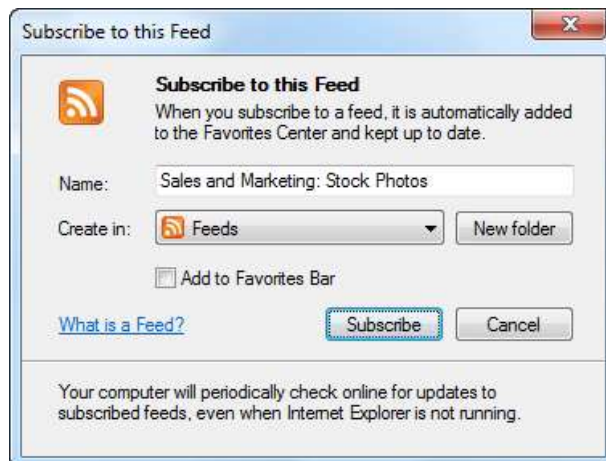 Subscribe to this Feed
Subscribe to this Feed
When you subscribe to a feed, it is automatically added
to the Favorites Center and kept up to date.
Name: Sales and Marketing: Stock Photos
Create in: Feeds New folder
Add to Favorites Bar
What is a Feed? Subscribe Cancel
Your computer will periodically check online for updates to
subscribed feeds, even when Internet Explorer is not running.